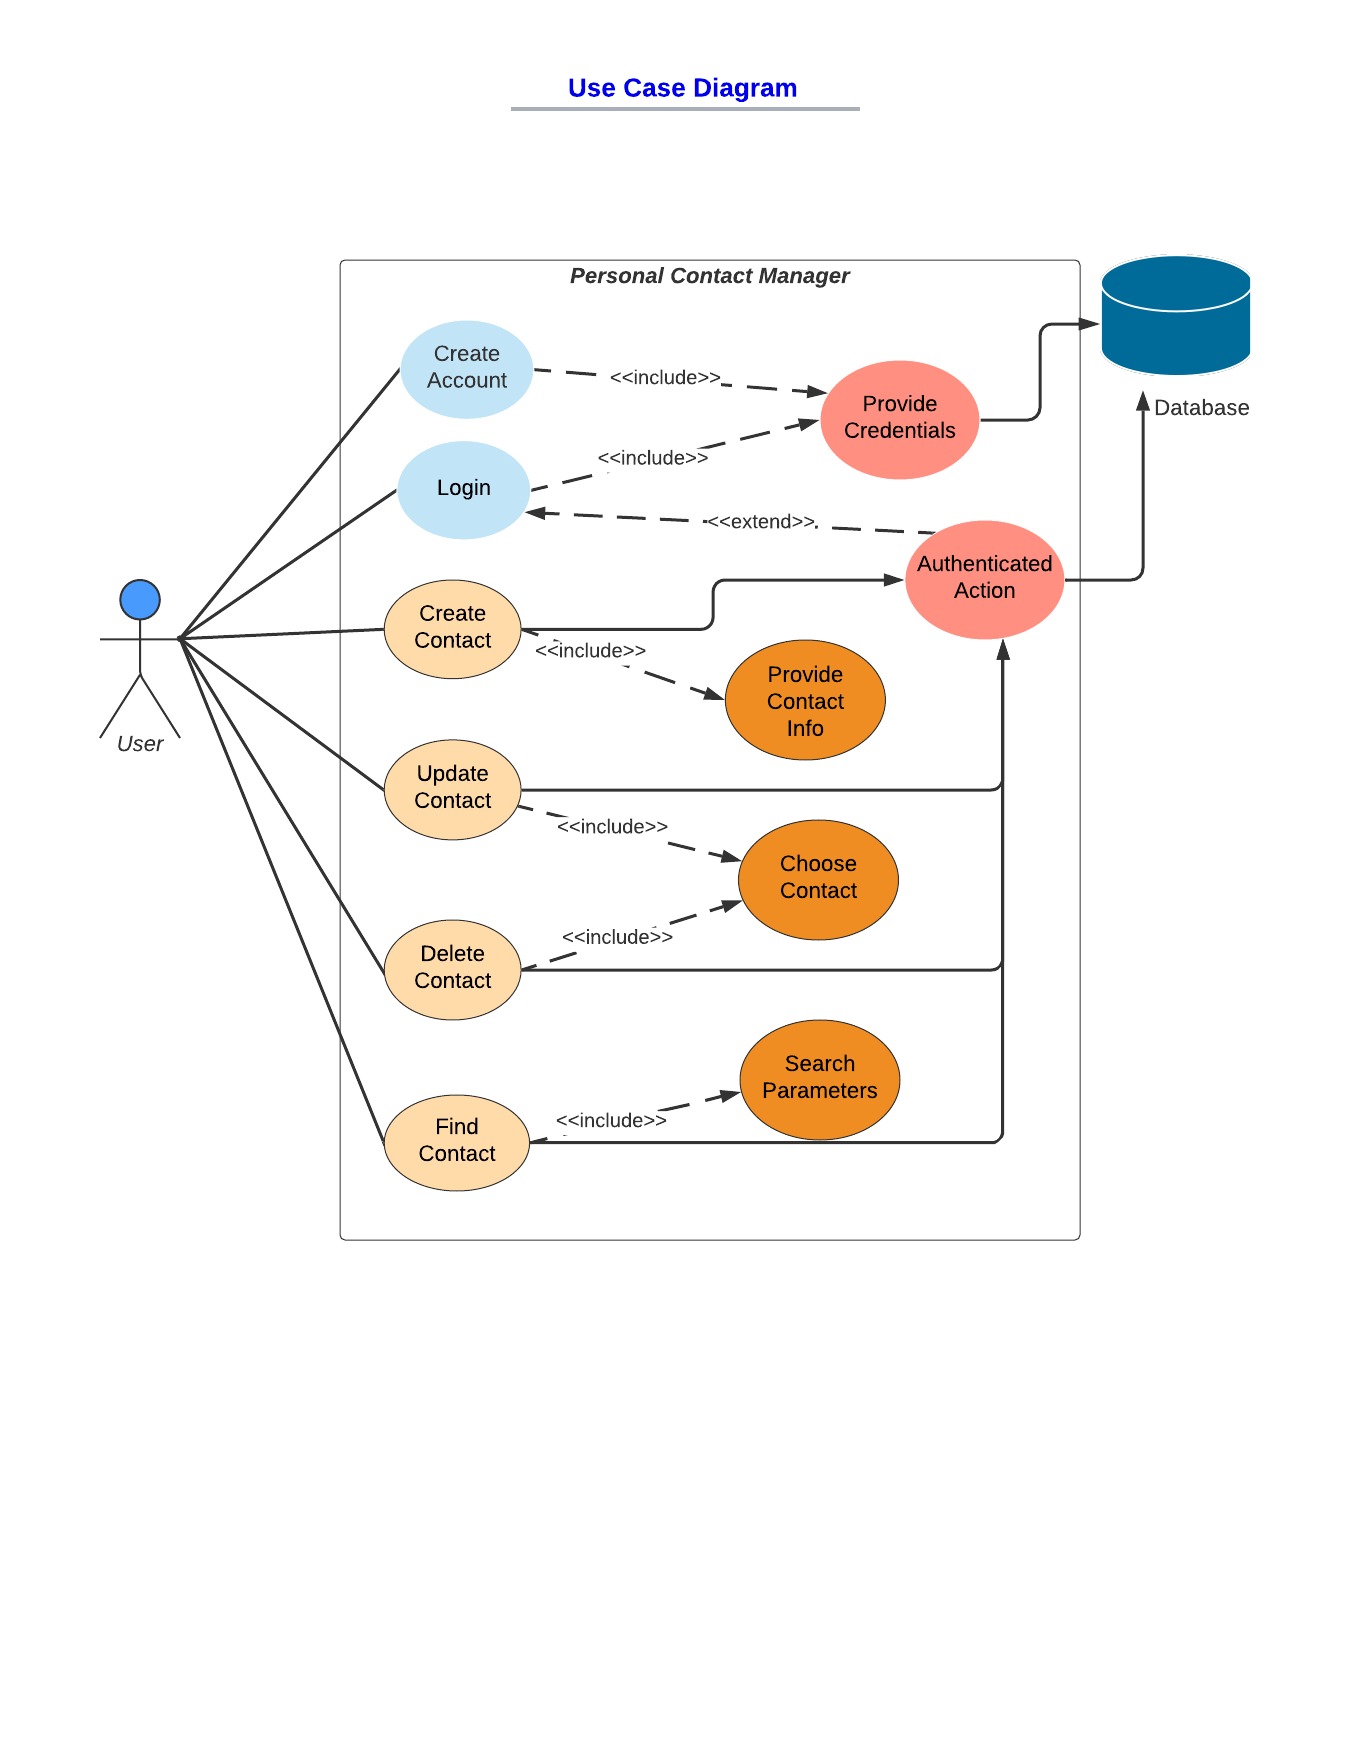 Use Case Diagram
Personal Contact Manager
Create
Account
<<include>>
Provide
Credentials
Database
Login
<<include>>
<<extend>>
Authenticated
Action
Create
Contact
<<include>>
Provide
Contact
Info
User
Update
Contact
<<include>>
Choose
Contact
Delete
Contact
<<include>>
Search
Parameters
Find
Contact
<<include>>